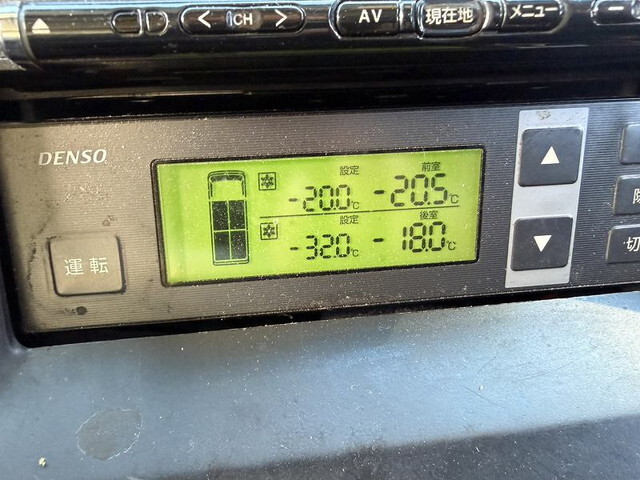 < CH > AV 現在地 メニュー
DENSO
設定 前室
-20.0℃ -20.5℃
設定 後室
-32.0℃ -18.0℃
運転
切